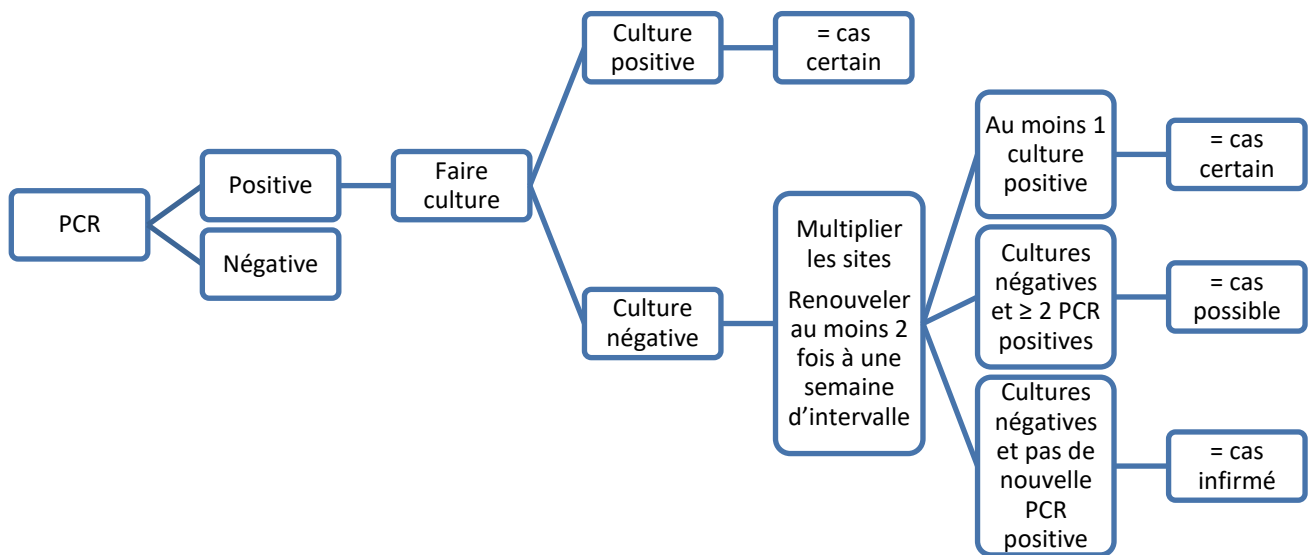 PCR
Positive
Négative
Faire
culture
Culture
positive
= cas
certain
Culture
négative
Multiplier
les sites
Renouveler
au moins 2
fois à une
semaine
d’intervalle
Au moins 1
culture
positive
= cas
certain
Cultures
négatives
et ≥ 2 PCR
positives
= cas
possible
Cultures
négatives
et pas de
nouvelle
PCR
positive
= cas
infirmé